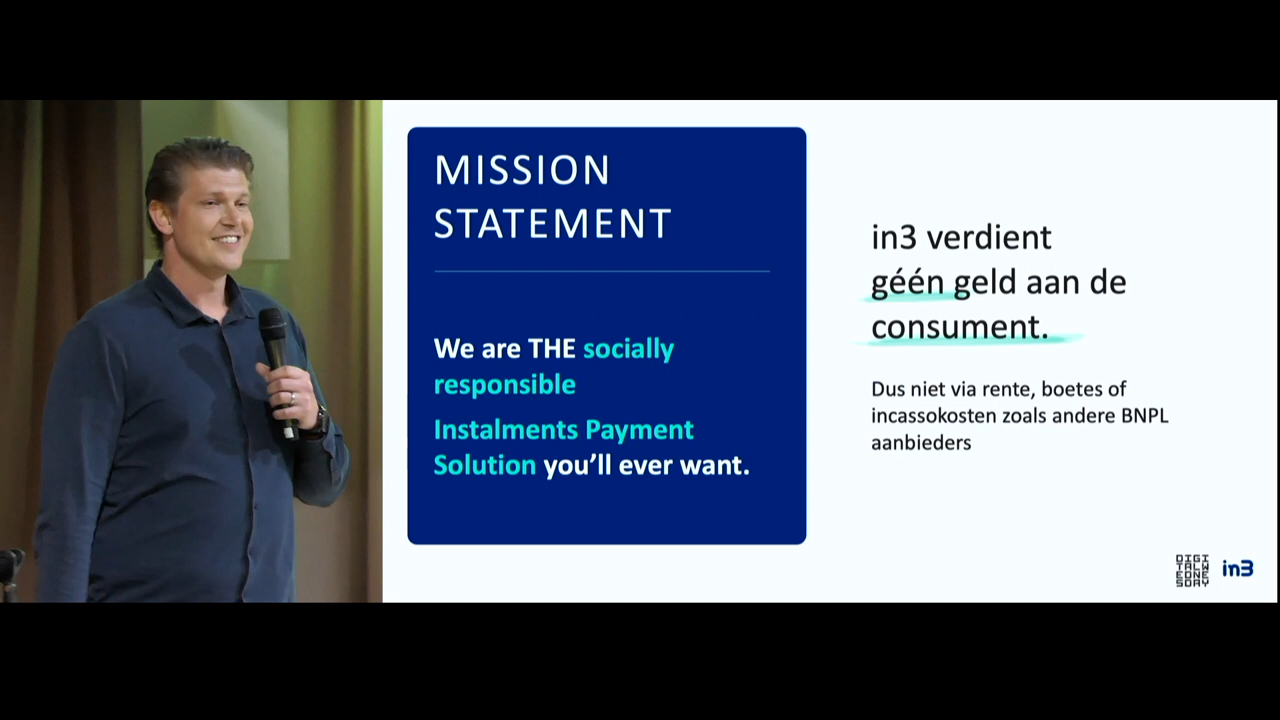 MISSION
STATEMENT
We are THE socially
responsible
Instalments Payment
Solution you’ll ever want.
in3 verdient
géén geld aan de
consument.
Dus niet via rente, boetes of
incassokosten zoals andere BNPL
aanbieders
DIGI
TALW
EDNE
SDAY
in3